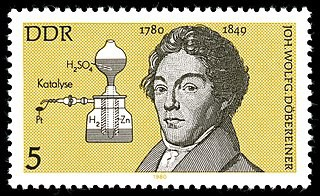 DDR
1780 1849
JOH. WOLFG. DÖBEREINER
H₂SO₄
Katalyse
Pt
H₂ Zn
5
1980